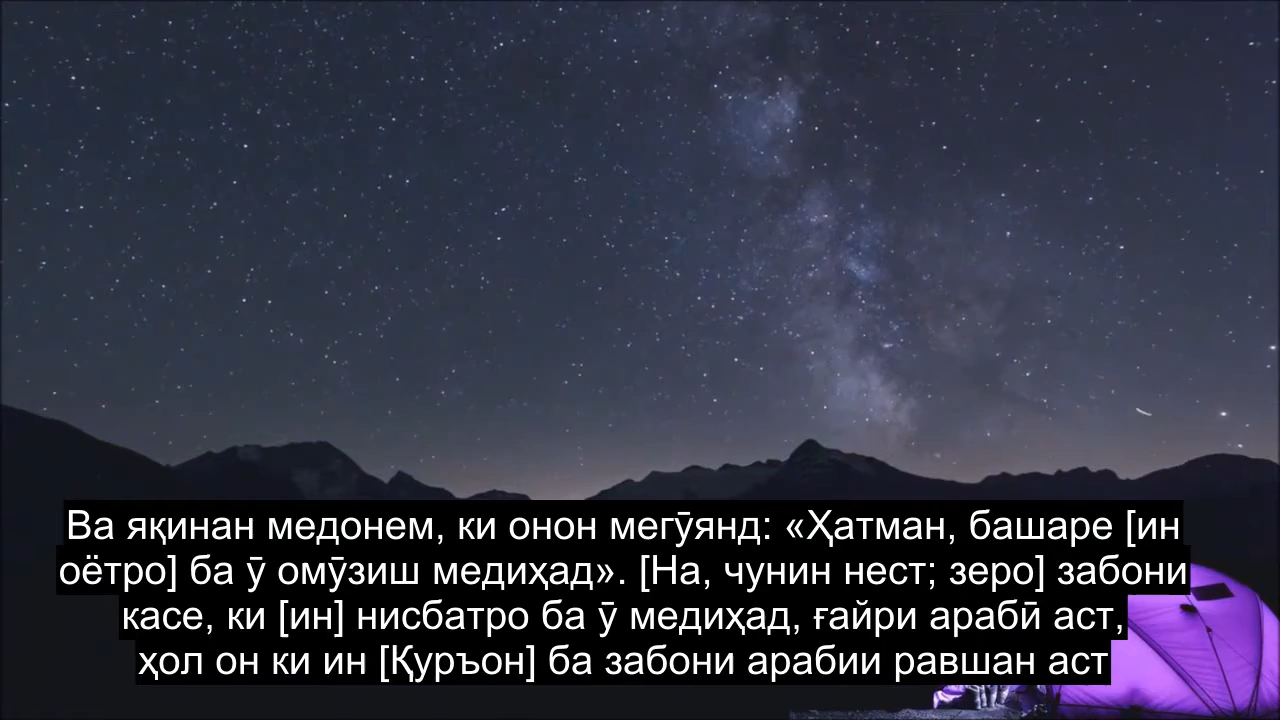 Ва яқинан медонем, ки онон мегӯянд: «Ҳатман, башаре [ин
оётро] ба ӯ омӯзиш медиҳад». [На, чунин нест; зеро] забони
касе, ки [ин] нисбатро ба ӯ медиҳад, ғайри арабӣ аст,
ҳол он ки ин [Қуръон] ба забони арабии равшан аст